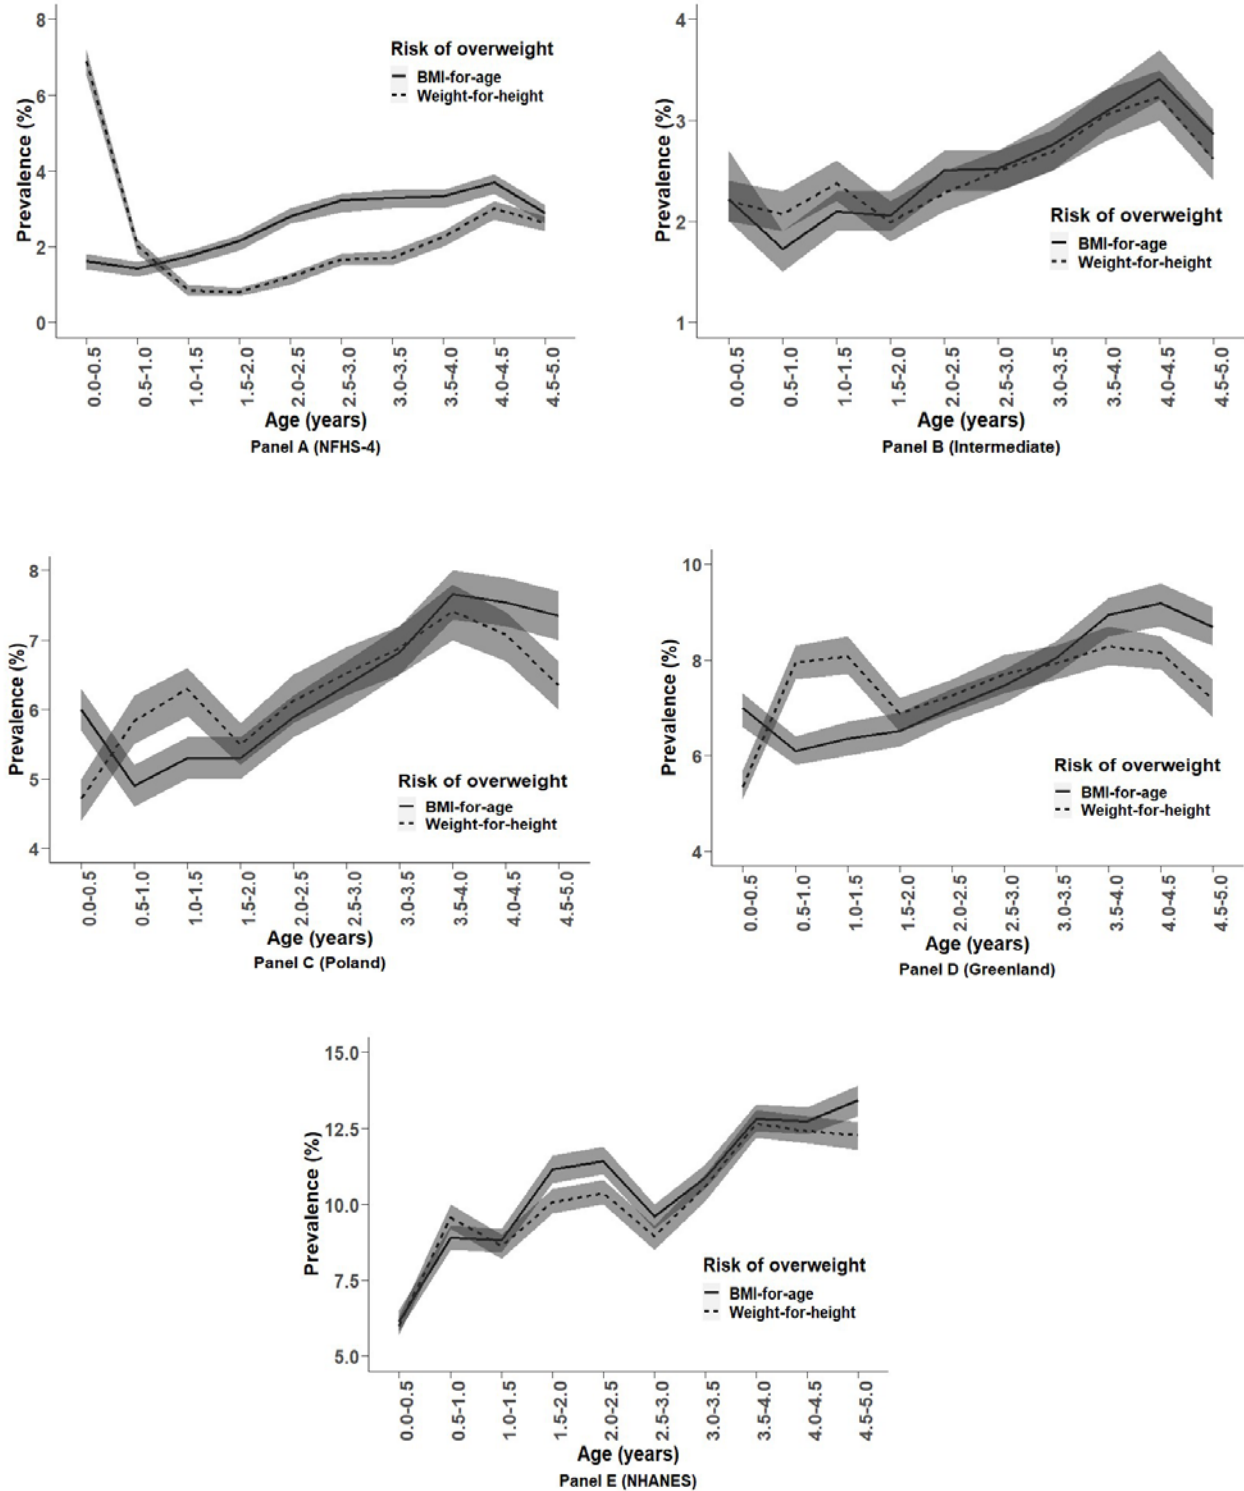 8
6
4
2
0
Prevalence (%)
Risk of overweight
BMI-for-age
Weight-for-height
0.0-0.5
0.5-1.0
1.0-1.5
1.5-2.0
2.0-2.5
2.5-3.0
3.0-3.5
3.5-4.0
4.0-4.5
4.5-5.0
Age (years)
Panel A (NFHS-4)
4
3
2
1
Prevalence (%)
Risk of overweight
BMI-for-age
Weight-for-height
0.0-0.5
0.5-1.0
1.0-1.5
1.5-2.0
2.0-2.5
2.5-3.0
3.0-3.5
3.5-4.0
4.0-4.5
4.5-5.0
Age (years)
Panel B (Intermediate)
8
7
6
5
4
Prevalence (%)
Risk of overweight
BMI-for-age
Weight-for-height
0.0-0.5
0.5-1.0
1.0-1.5
1.5-2.0
2.0-2.5
2.5-3.0
3.0-3.5
3.5-4.0
4.0-4.5
4.5-5.0
Age (years)
Panel C (Poland)
10
8
6
4
Prevalence (%)
Risk of overweight
BMI-for-age
Weight-for-height
0.0-0.5
0.5-1.0
1.0-1.5
1.5-2.0
2.0-2.5
2.5-3.0
3.0-3.5
3.5-4.0
4.0-4.5
4.5-5.0
Age (years)
Panel D (Greenland)
15.0
12.5
10.0
7.5
5.0
Prevalence (%)
Risk of overweight
BMI-for-age
Weight-for-height
0.0-0.5
0.5-1.0
1.0-1.5
1.5-2.0
2.0-2.5
2.5-3.0
3.0-3.5
3.5-4.0
4.0-4.5
4.5-5.0
Age (years)
Panel E (NHANES)